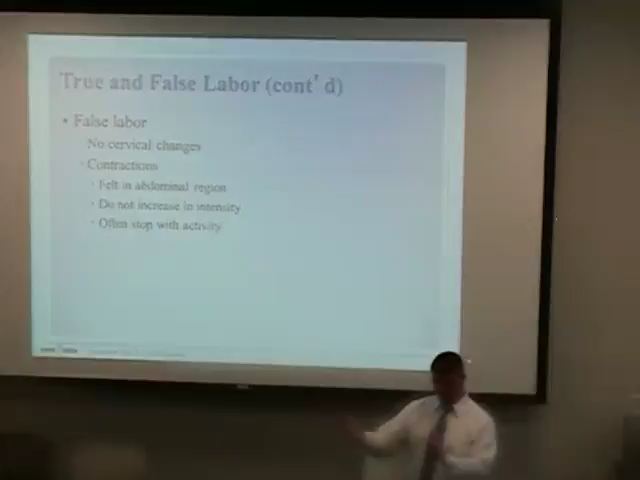 True and False Labor (cont'd)
• False labor
No cervical changes
· Contractions
· Felt in abdominal region
· Do not increase in intensity
· Often stop with activity